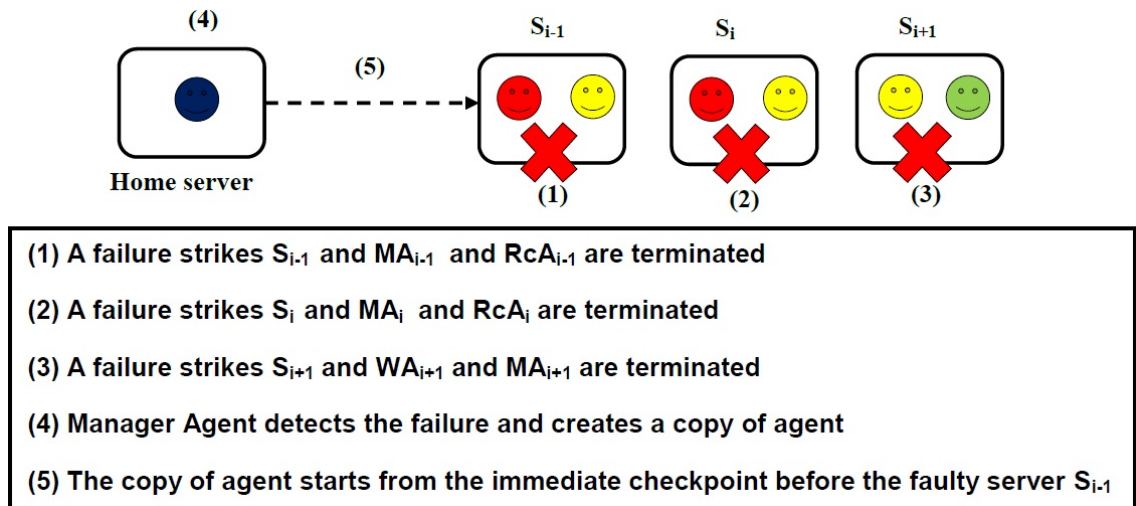 (4)
S_{i-1}
S_i
S_{i+1}
(5)
Home server
(1)
(2)
(3)
(1) A failure strikes S_{i-1} and MA_{i-1} and RcA_{i-1} are terminated
(2) A failure strikes S_i and MA_i and RcA_i are terminated
(3) A failure strikes S_{i+1} and WA_{i+1} and MA_{i+1} are terminated
(4) Manager Agent detects the failure and creates a copy of agent
(5) The copy of agent starts from the immediate checkpoint before the faulty server S_{i-1}